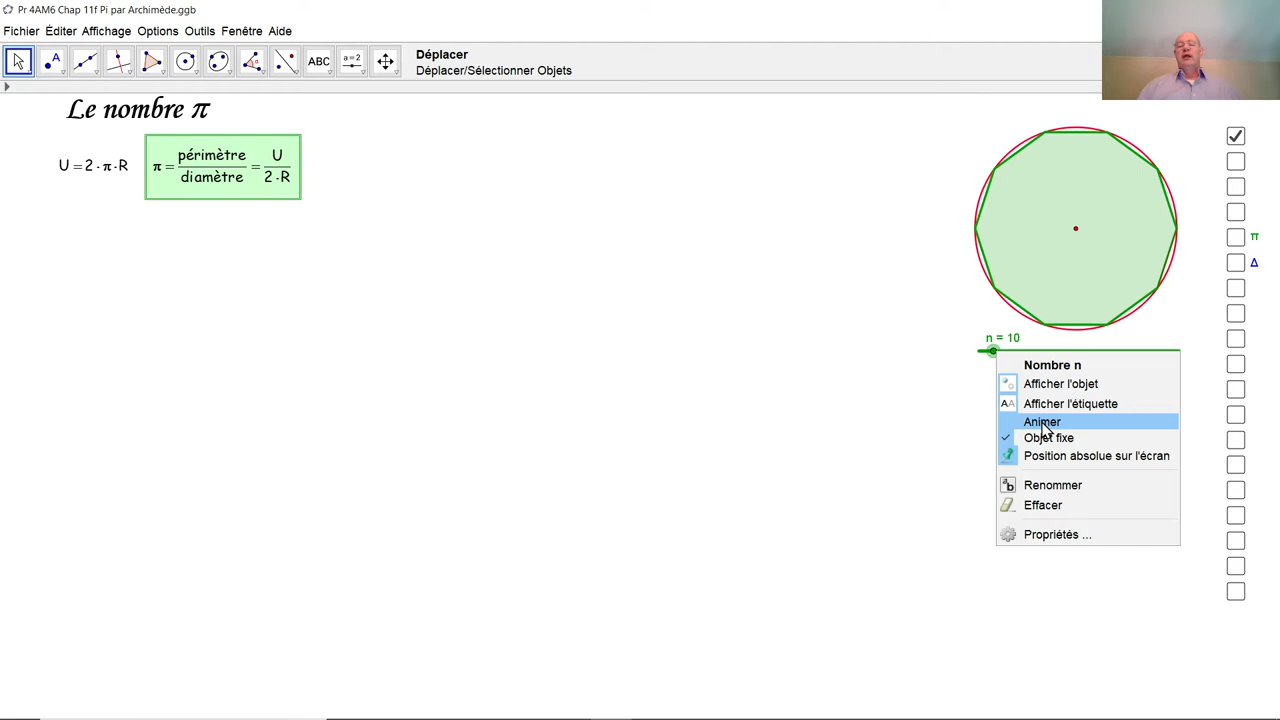 Pr 4AM6 Chap 11f Pi par Archimède.ggb
Fichier Éditer Affichage Options Outils Fenêtre Aide
A
ABC
a=2
Déplacer
Déplacer/Sélectionner Objets
Le nombre π
U = 2 · π · R
π = périmètre / diamètre = U / 2 · R
π
Δ
n = 10
Nombre n
Afficher l'objet
AA Afficher l'étiquette
Animer
Objet fixe
Position absolue sur l'écran
ab Renommer
Effacer
Propriétés ...